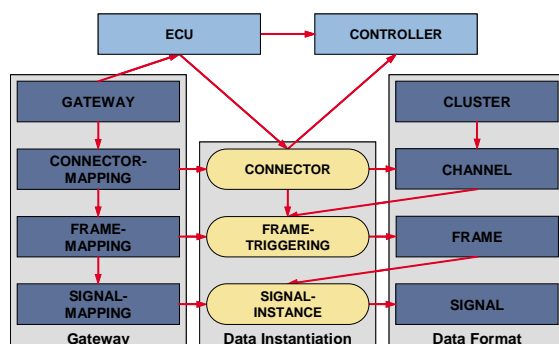 ECU
CONTROLLER
GATEWAY
CLUSTER
CONNECTOR-
MAPPING
CONNECTOR
CHANNEL
FRAME-
MAPPING
FRAME-
TRIGGERING
FRAME
SIGNAL-
MAPPING
SIGNAL-
INSTANCE
SIGNAL
Gateway
Data Instantiation
Data Format